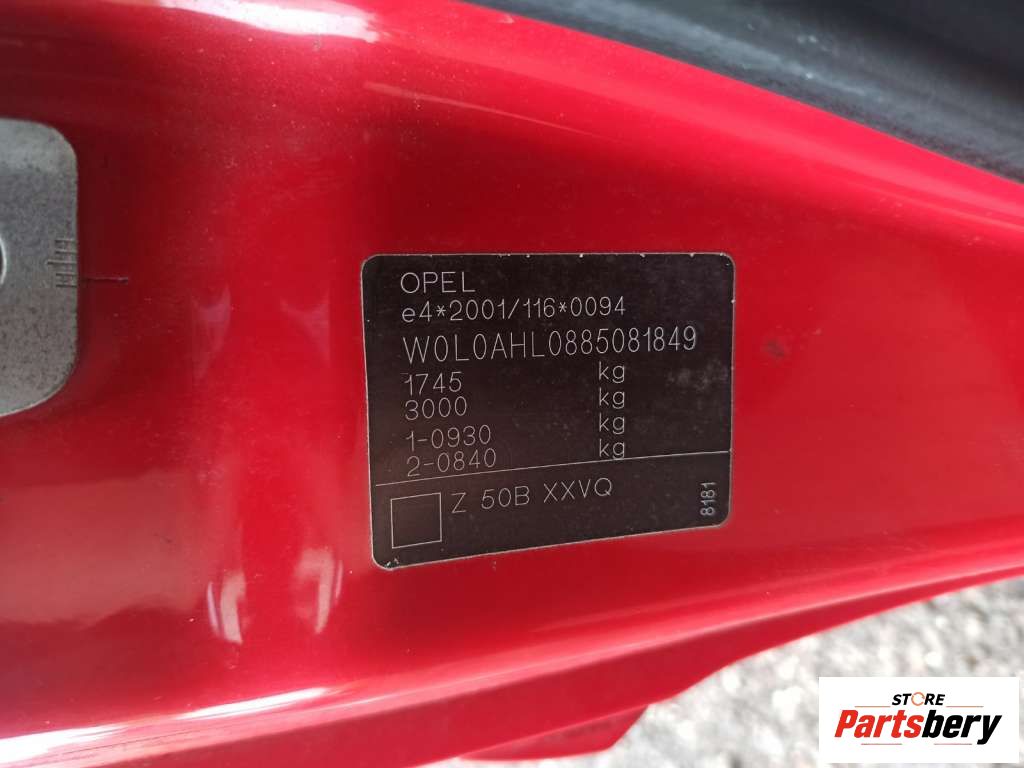 OPEL
e4*2001/116*0094
W0L0AHL0885081849
1745 kg
3000 kg
1-0930 kg
2-0840 kg
Z 50B XXVQ
8181
STORE
Partsbery